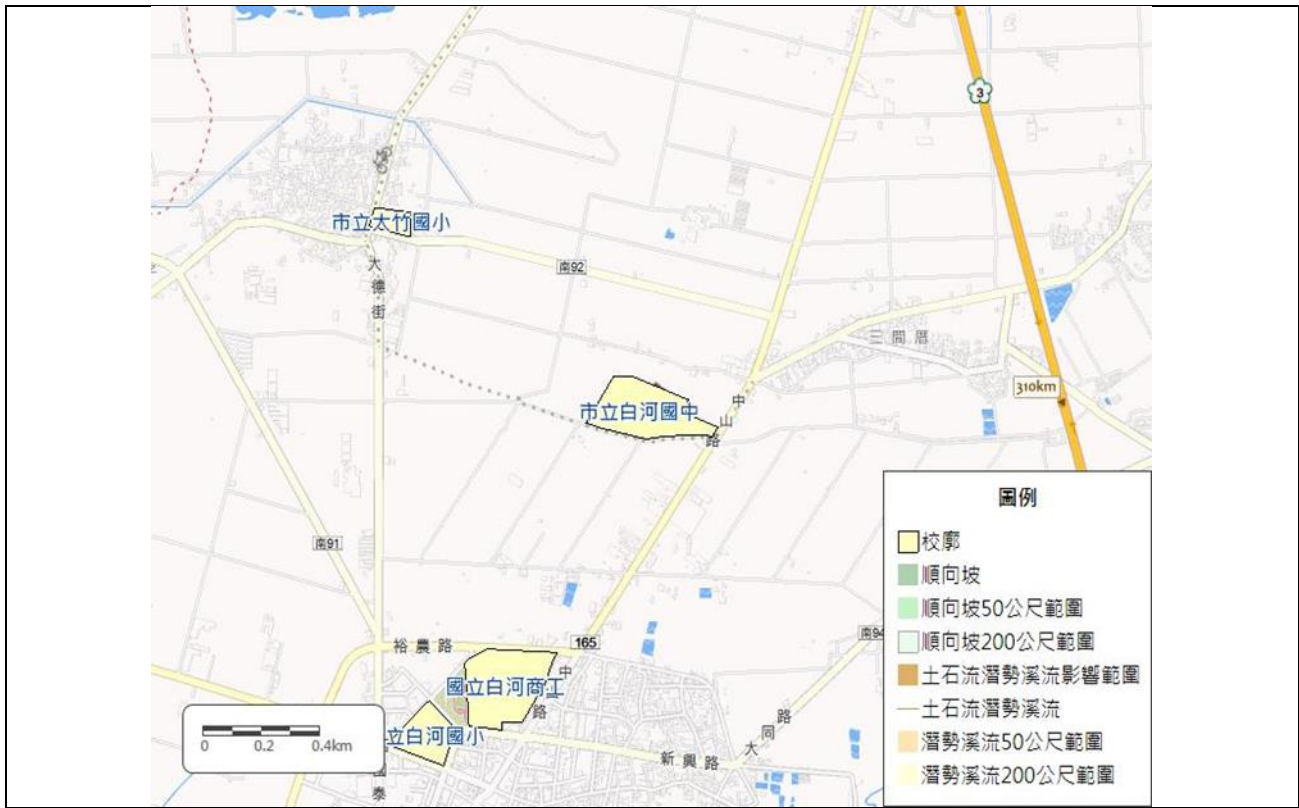 3
市立大竹國小
大德街
南92
三間厝
310km
市立白河國中
中山路
圖例
校廓
順向坡
順向坡50公尺範圍
順向坡200公尺範圍
土石流潛勢溪流影響範圍
土石流潛勢溪流
潛勢溪流50公尺範圍
潛勢溪流200公尺範圍
南91
裕農路
165
南94
國立白河商工
中
路
立白河國小
新興路
大同路
0 0.2 0.4km
泰